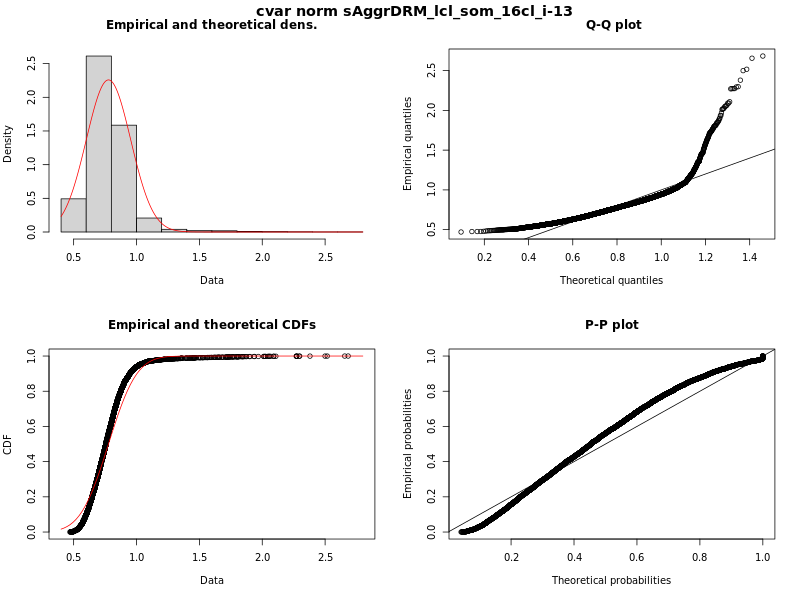 cvar norm sAggrDRM_lcl_som_16cl_i-13
Empirical and theoretical dens.
Density
0.0 0.5 1.0 1.5 2.0 2.5
0.5 1.0 1.5 2.0 2.5
Data
Q-Q plot
Empirical quantiles
0.5 1.0 1.5 2.0 2.5
0.2 0.4 0.6 0.8 1.0 1.2 1.4
Theoretical quantiles
Empirical and theoretical CDFs
CDF
0.0 0.2 0.4 0.6 0.8 1.0
0.5 1.0 1.5 2.0 2.5
Data
P-P plot
Empirical probabilities
0.0 0.2 0.4 0.6 0.8 1.0
0.2 0.4 0.6 0.8 1.0
Theoretical probabilities